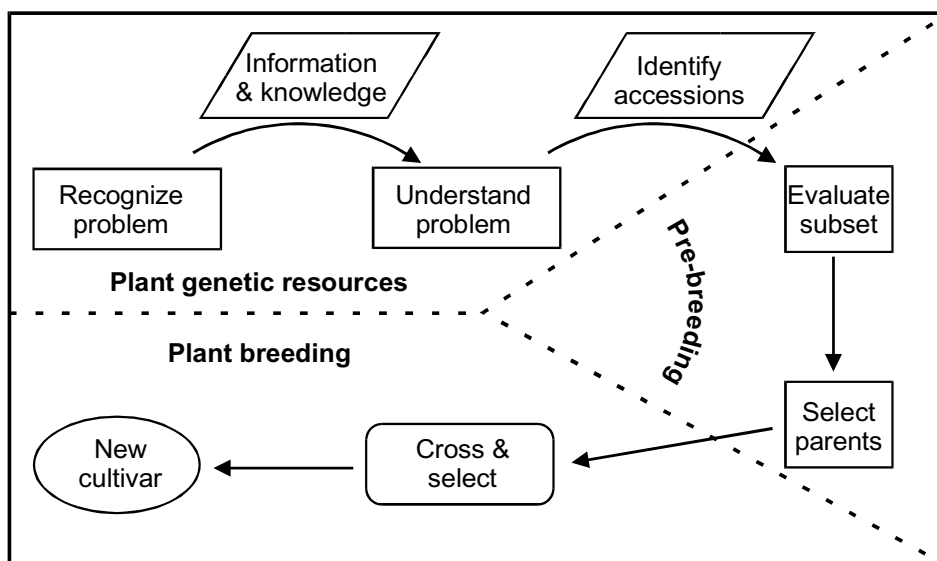 Information
& knowledge
Identify
accessions
Recognize
problem
Understand
problem
Evaluate
subset
Plant genetic resources
Pre-breeding
Plant breeding
Select
parents
Cross &
select
New
cultivar